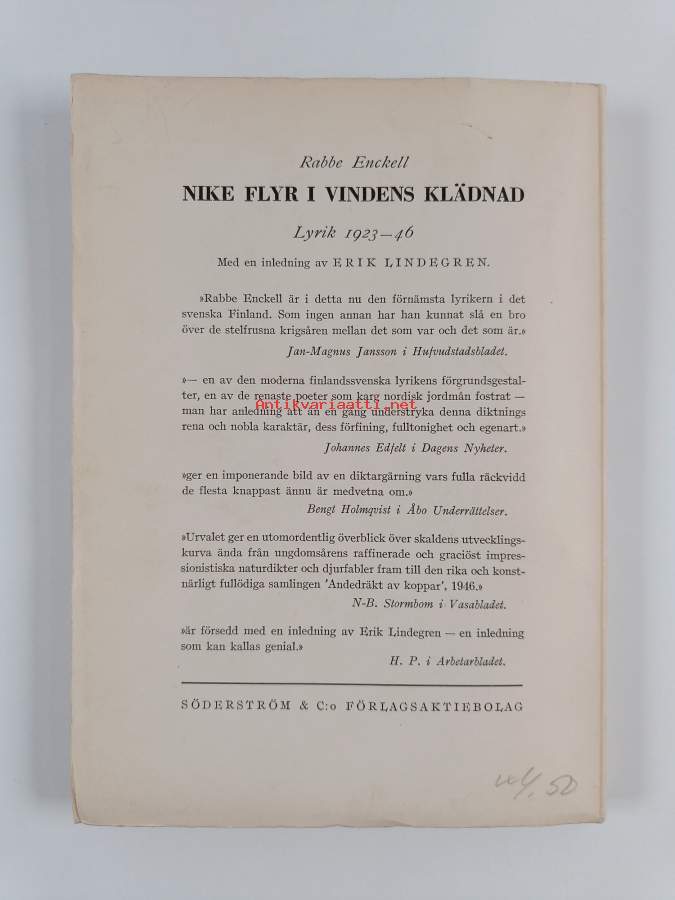 Rabbe Enckell
NIKE FLYR I VINDENS KLÄDNAD
Lyrik 1923—46
Med en inledning av ERIK LINDEGREN.
»Rabbe Enckell är i detta nu den förnämsta lyrikern i det
svenska Finland. Som ingen annan har han kunnat slå en bro
över de stelfrusna krigsåren mellan det som var och det som är.»
Jan-Magnus Jansson i Hufvudstadsbladet.
»— en av den moderna finlandssvenska lyrikens förgrundsgestal-
ter, en av de renaste poeter som karg nordisk jordmån fostrat —
Antikvariaatti.net
man har anledning att än en gång understryka denna diktnings
rena och nobla karaktär, dess förfining, fulltonighet och egenart.»
Johannes Edfelt i Dagens Nyheter.
»ger en imponerande bild av en diktargärning vars fulla räckvidd
de flesta knappast ännu är medvetna om.»
Bengt Holmqvist i Åbo Underrättelser.
»Urvalet ger en utomordentlig överblick över skaldens utvecklings-
kurva ända från ungdomsårens raffinerade och graciöst impres-
sionistiska naturdikter och djurfabler fram till den rika och konst-
närligt fullödiga samlingen 'Andedräkt av koppar', 1946.»
N-B. Stormbom i Vasabladet.
»är försedd med en inledning av Erik Lindegren — en inledning
som kan kallas genial.»
H. P. i Arbetarbladet.
SÖDERSTRÖM & C:o FÖRLAGSAKTIEBOLAG